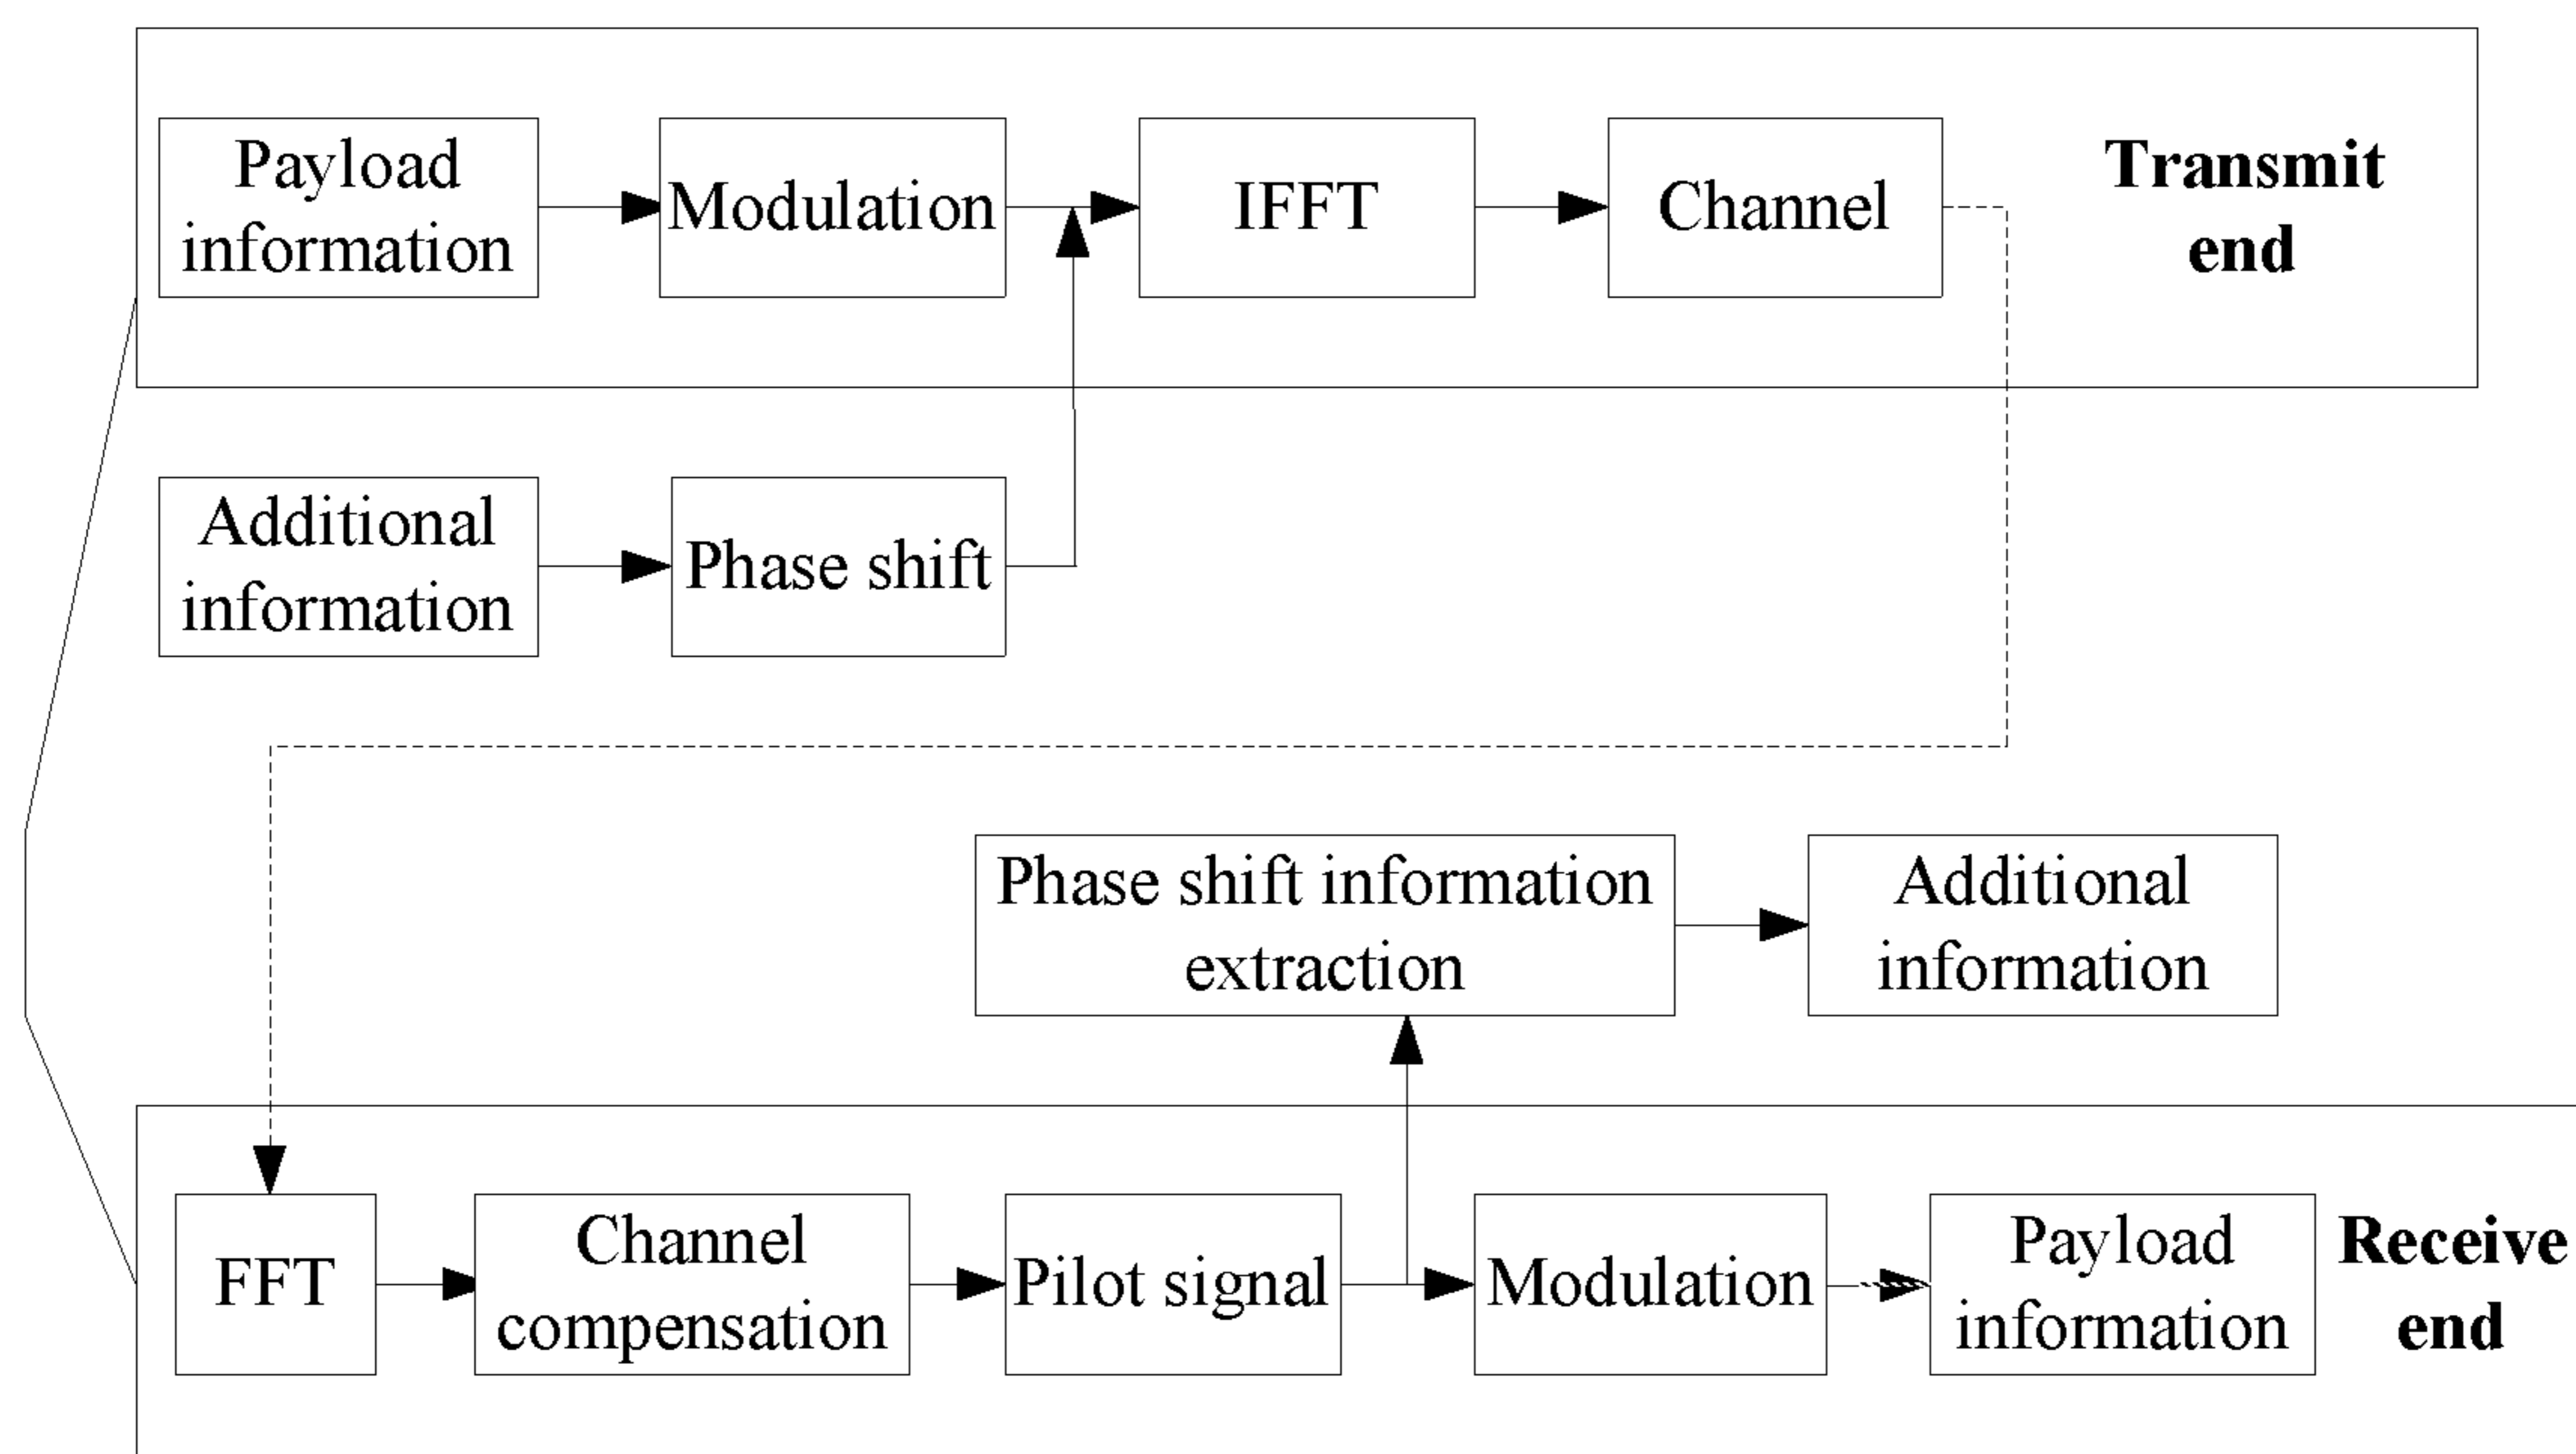 Payload
information
Modulation
IFFT
Channel
Transmit
end
Additional
information
Phase shift
Phase shift information
extraction
Additional
information
FFT
Channel
compensation
Pilot signal
Modulation
Payload
information
Receive
end